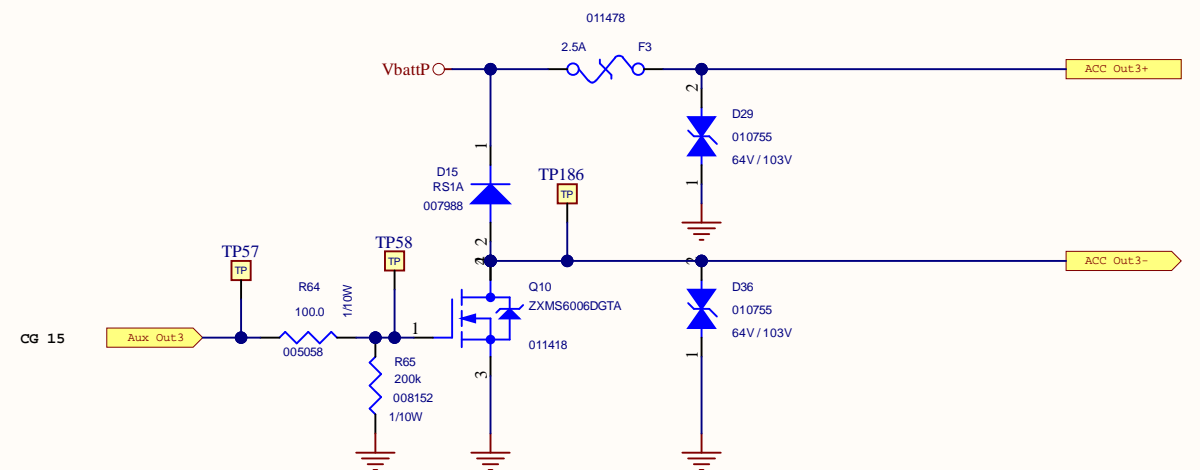 011478
2.5A
F3
VbattP
ACC Out3+
2
D29
010755
64V / 103V
1
1
D15
RS1A
007988
2
TP186
TP
TP57
TP
TP58
TP
ACC Out3-
R64
100.0
1/10W
005058
Q10
ZXMS6006DGTA
011418
D36
010755
64V / 103V
1
CG 15
Aux Out3
1
R65
200k
008152
1/10W
3